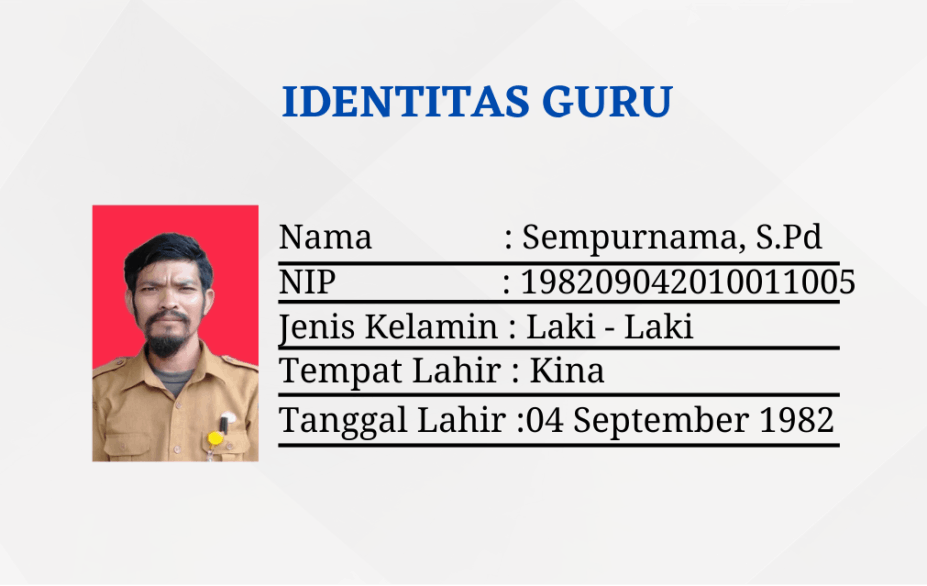 IDENTITAS GURU
Nama : Sempurnama, S.Pd
NIP : 198209042010011005
Jenis Kelamin : Laki - Laki
Tempat Lahir : Kina
Tanggal Lahir :04 September 1982